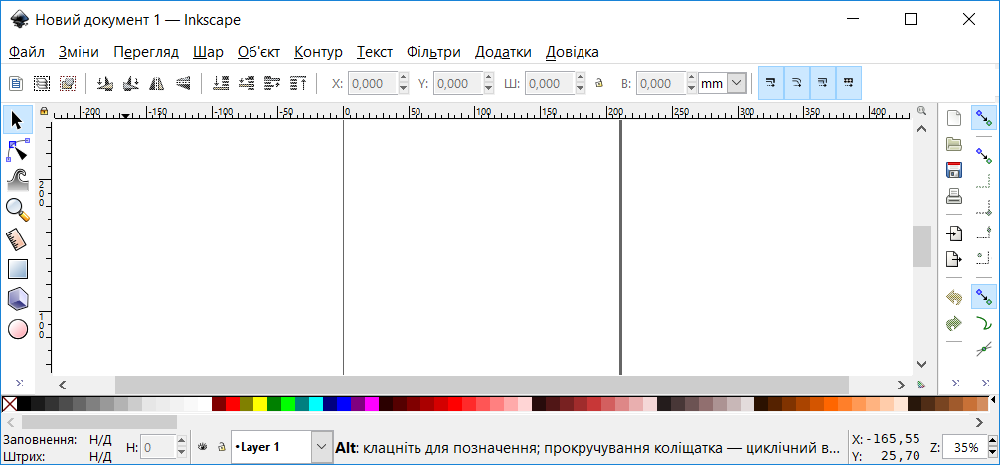 Новий документ 1 — Inkscape
Файл Зміни Перегляд Шар Об'єкт Контур Текст Фільтри Додатки Довідка
X: 0,000 Y: 0,000 Ш: 0,000 В: 0,000 mm
-200 -150 -100 -50 0 50 100 150 200 250 300 350 400
200
100
Заповнення: Н/Д
Штрих: Н/Д
Н: 0
•Layer 1
Alt: клацніть для позначення; прокручування коліщатка — циклічний в...
X: -165,55
Y: 25,70
Z: 35%